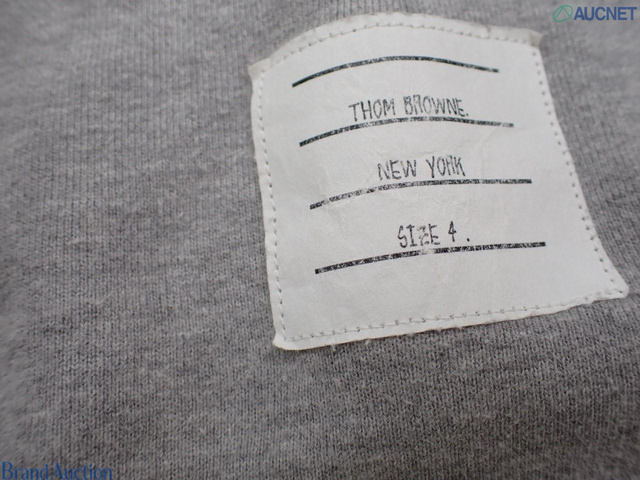 AUCNET
THOM BROWNE.
NEW YORK
SIZE 4.
Brand Auction